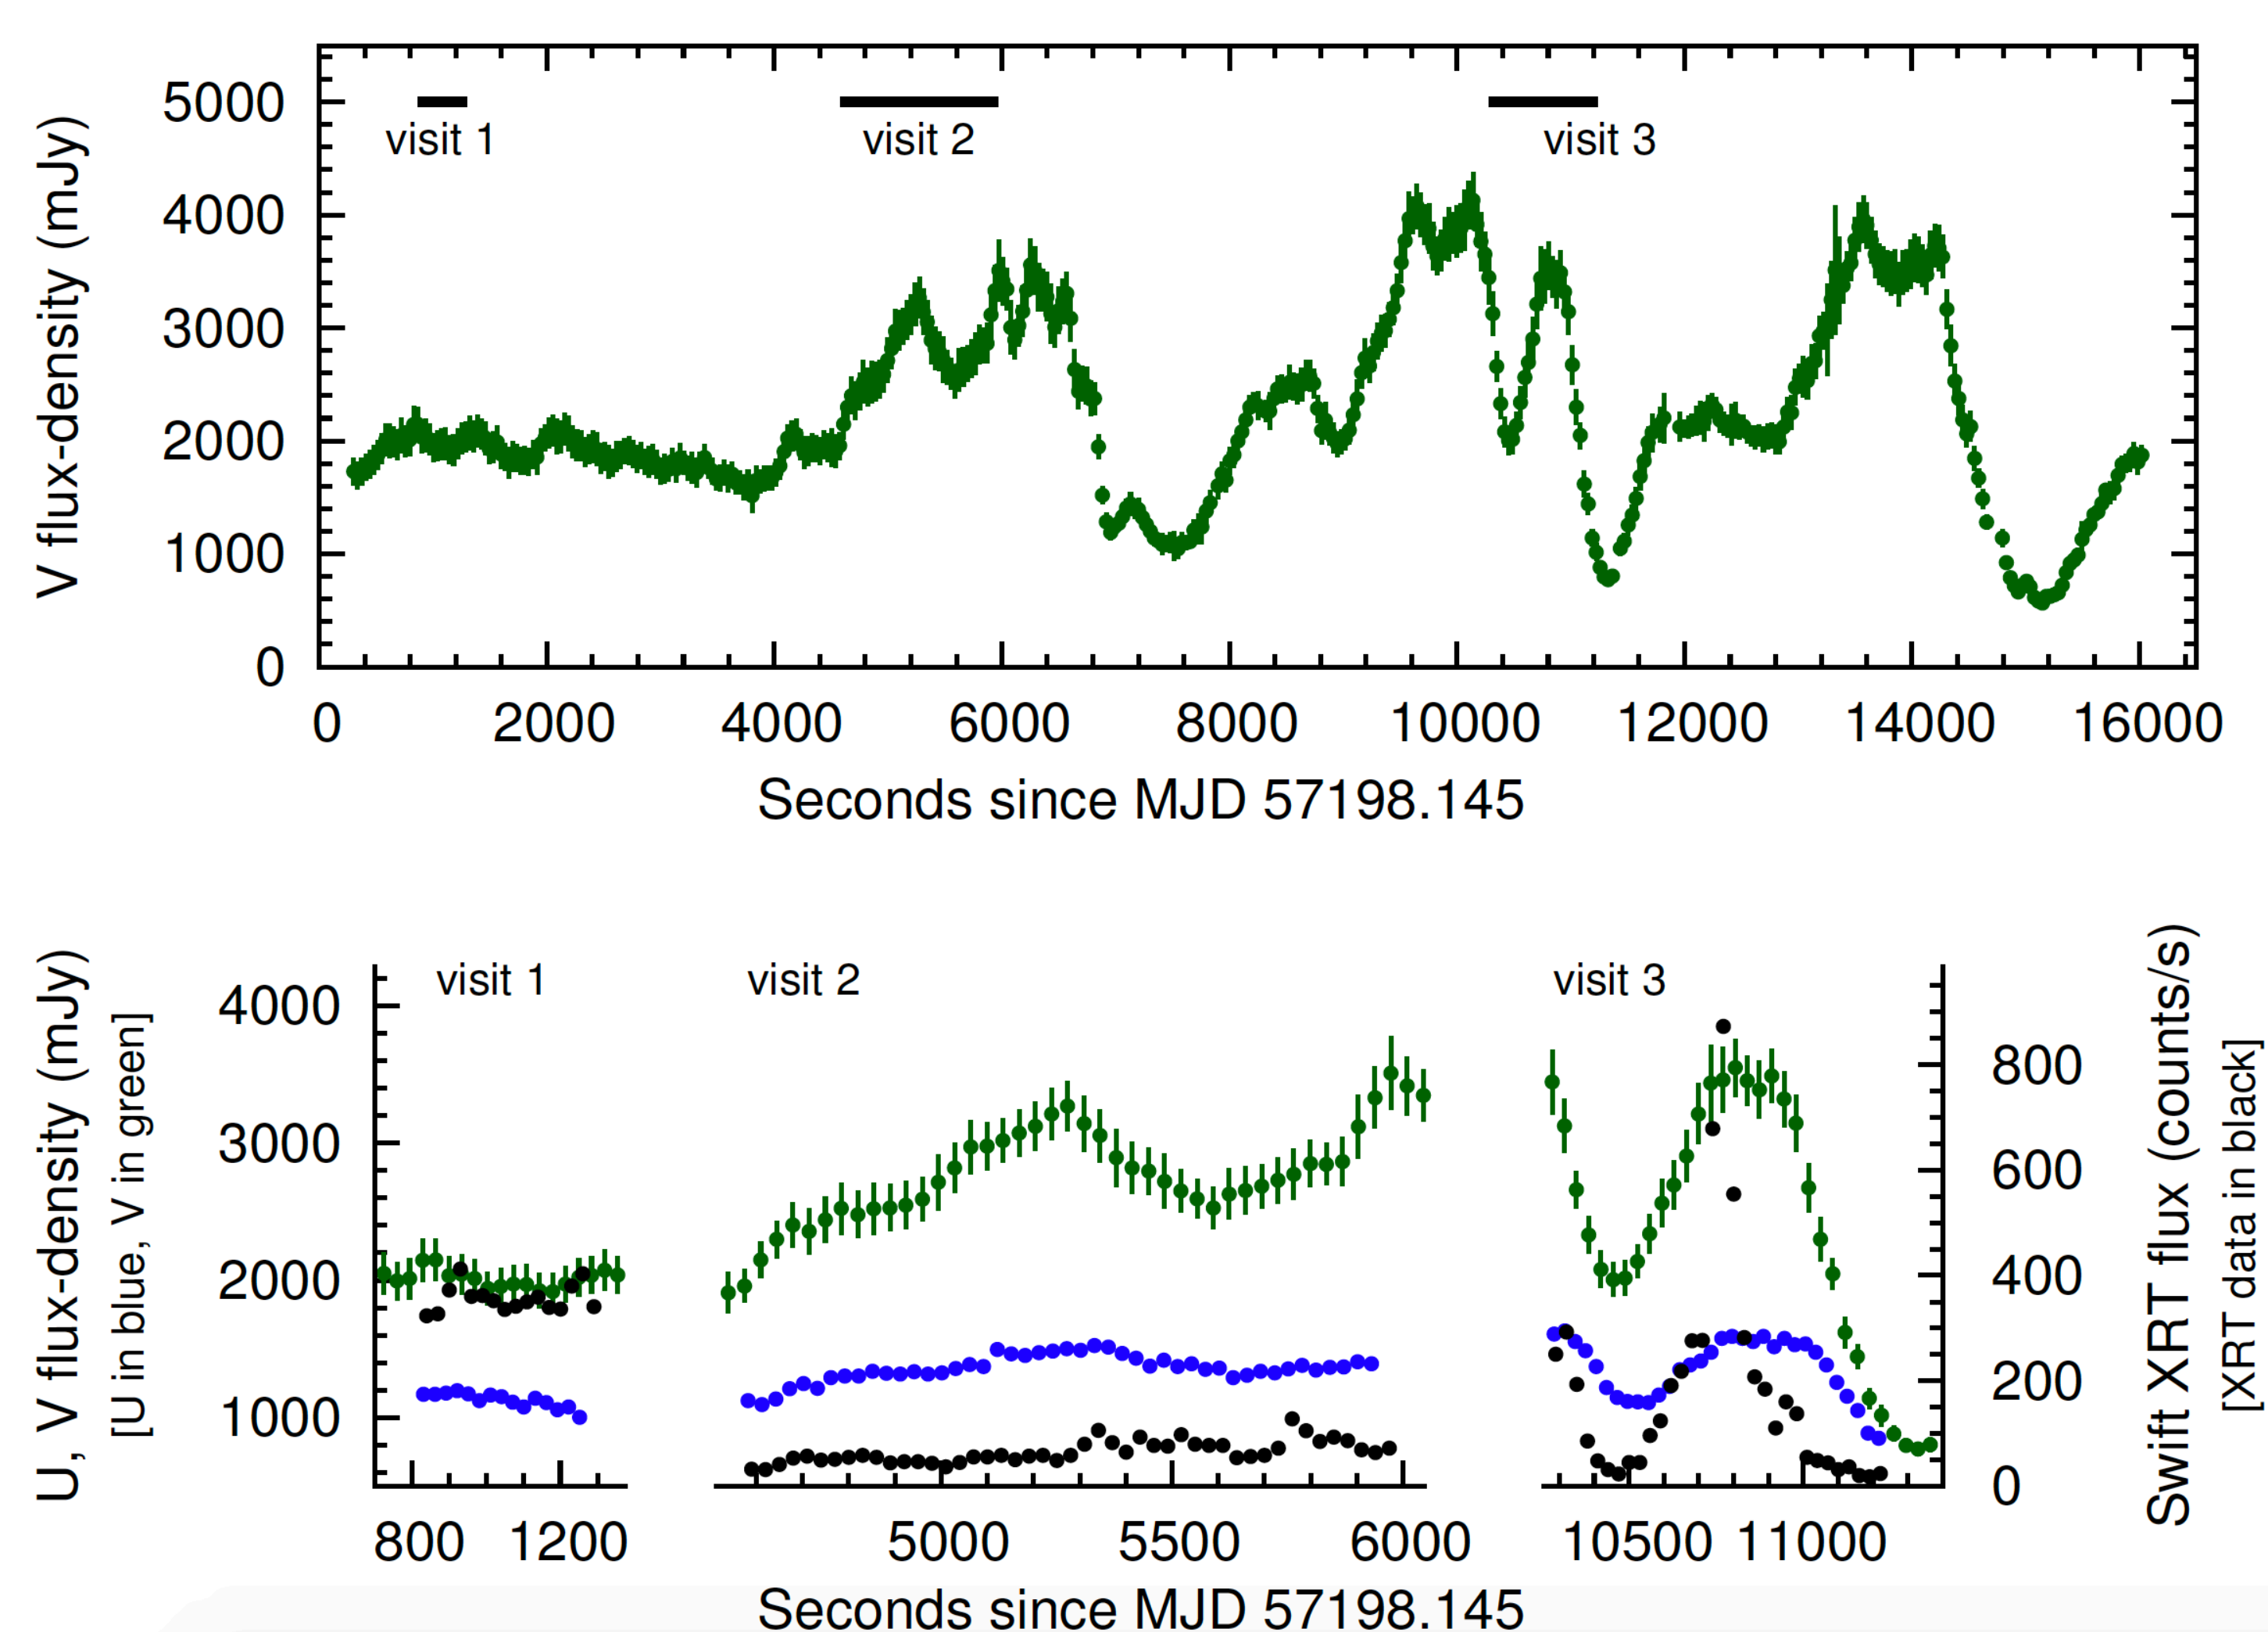 V flux-density (mJy)
5000
4000
3000
2000
1000
0
visit 1
visit 2
visit 3
0 2000 4000 6000 8000 10000 12000 14000 16000
Seconds since MJD 57198.145
U, V flux-density (mJy)
[U in blue, V in green]
4000
3000
2000
1000
visit 1
visit 2
visit 3
800 1200
5000 5500 6000
10500 11000
800
600
400
200
0
Swift XRT flux (counts/s)
[XRT data in black]
Seconds since MJD 57198.145